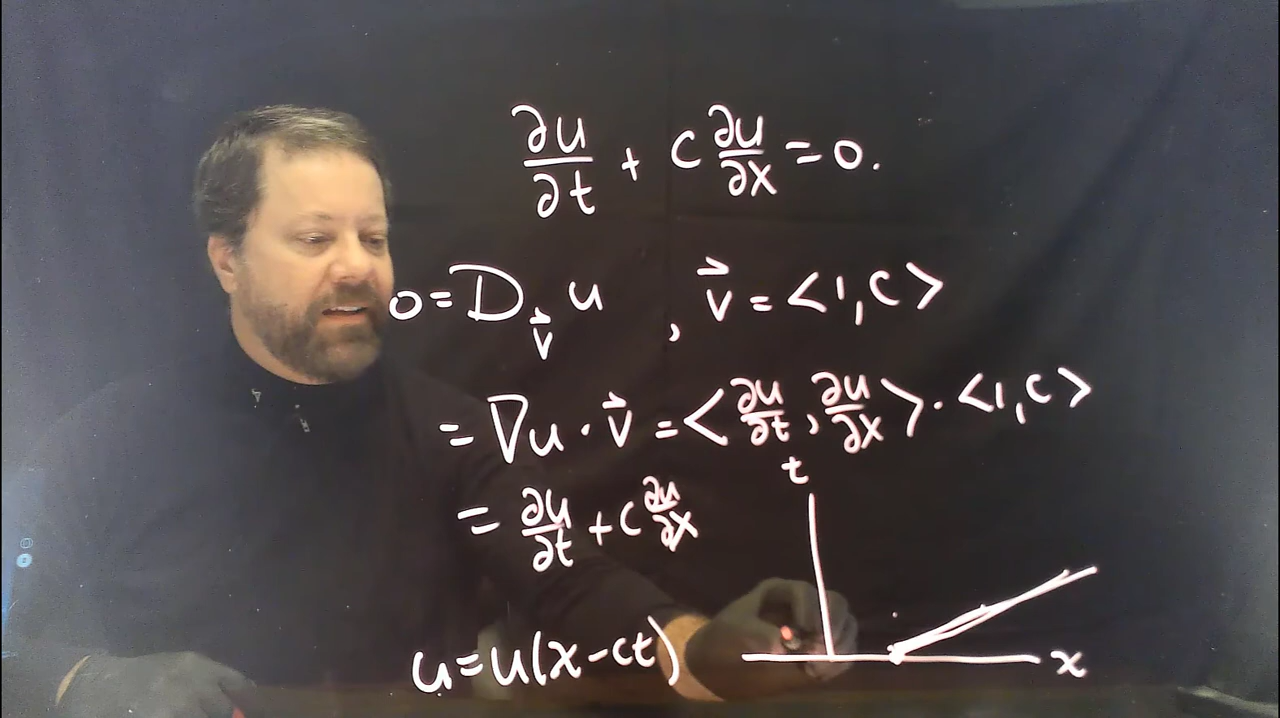 ∂u/∂t + c ∂u/∂x = 0.
0 = D_v⃗ u , v⃗ = <1, c>
= ∇u · v⃗ = <∂u/∂t, ∂u/∂x> · <1, c>
= ∂u/∂t + c ∂u/∂x
t
u = u(x - ct)
x